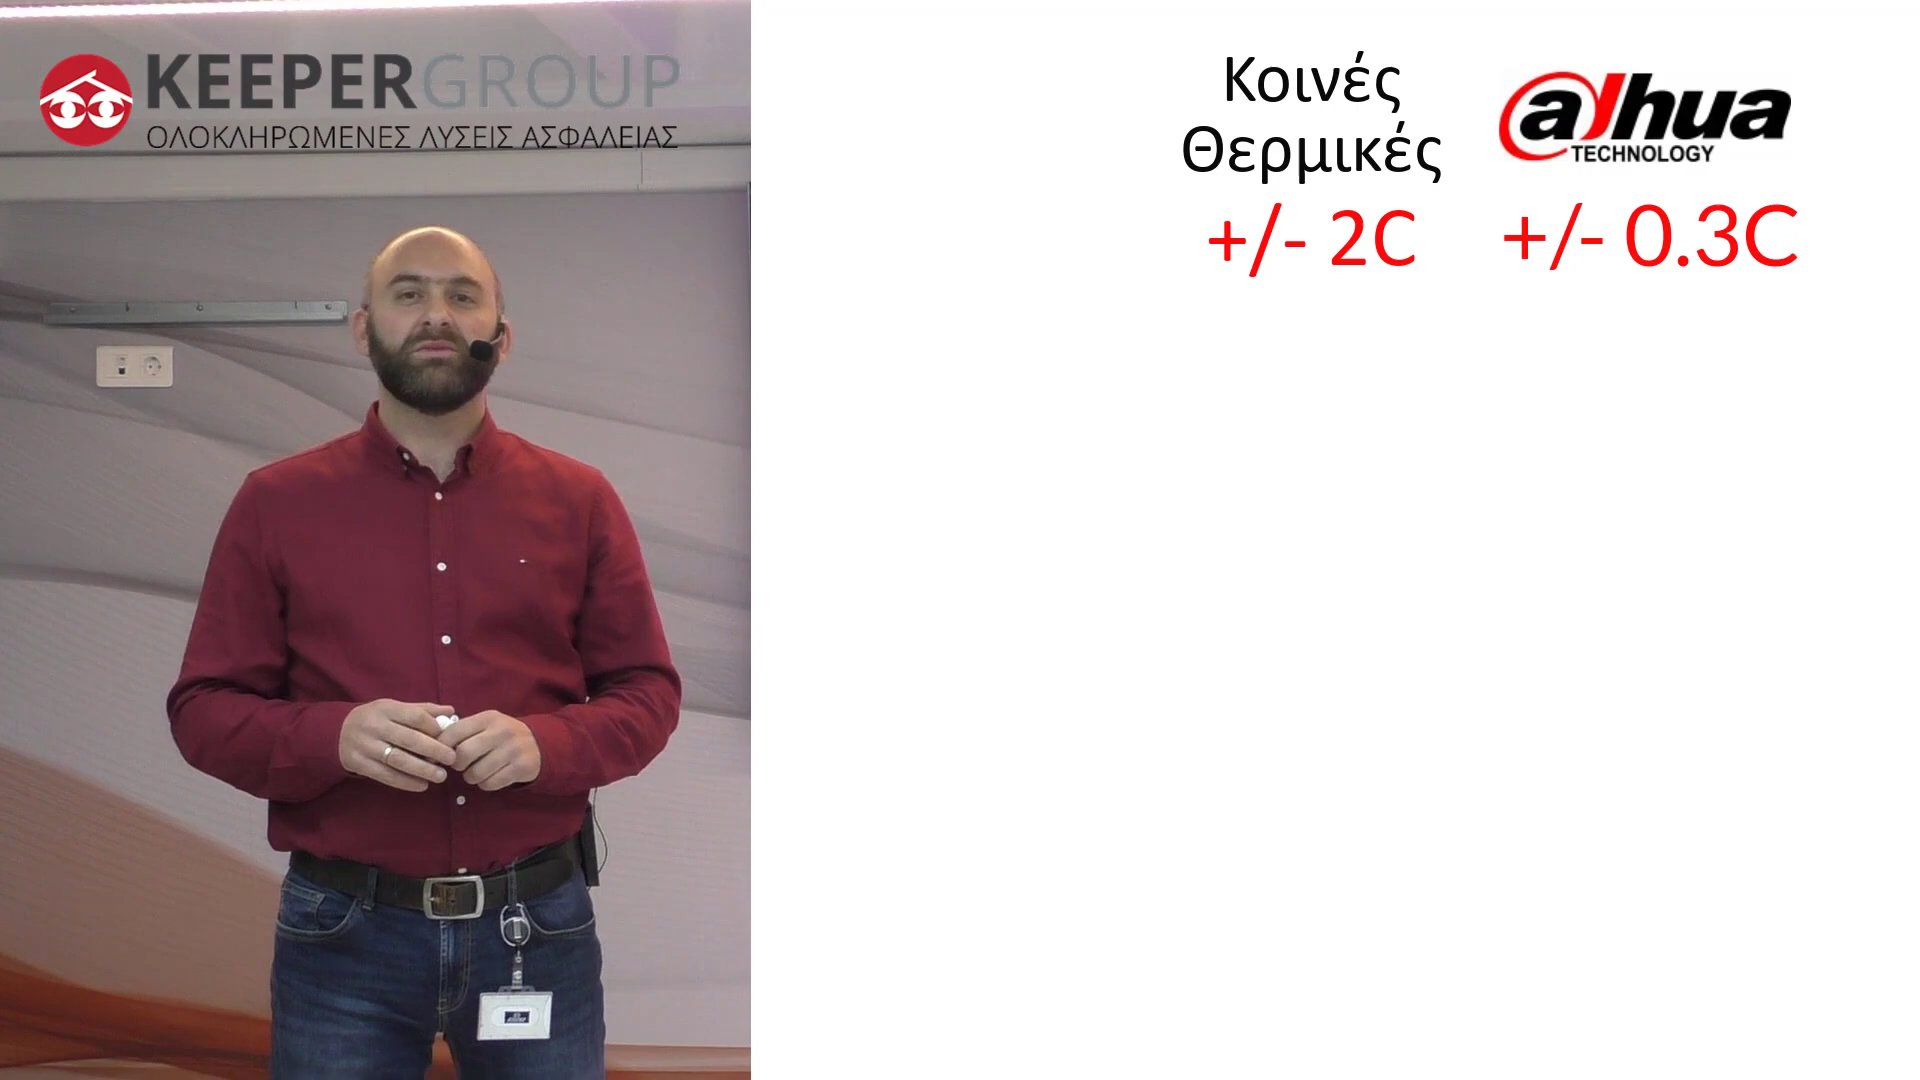 KEEPERGROUP
ΟΛΟΚΛΗΡΩΜΕΝΕΣ ΛΥΣΕΙΣ ΑΣΦΑΛΕΙΑΣ
Κοινές
Θερμικές
+/- 2C
alhua
TECHNOLOGY
+/- 0.3C